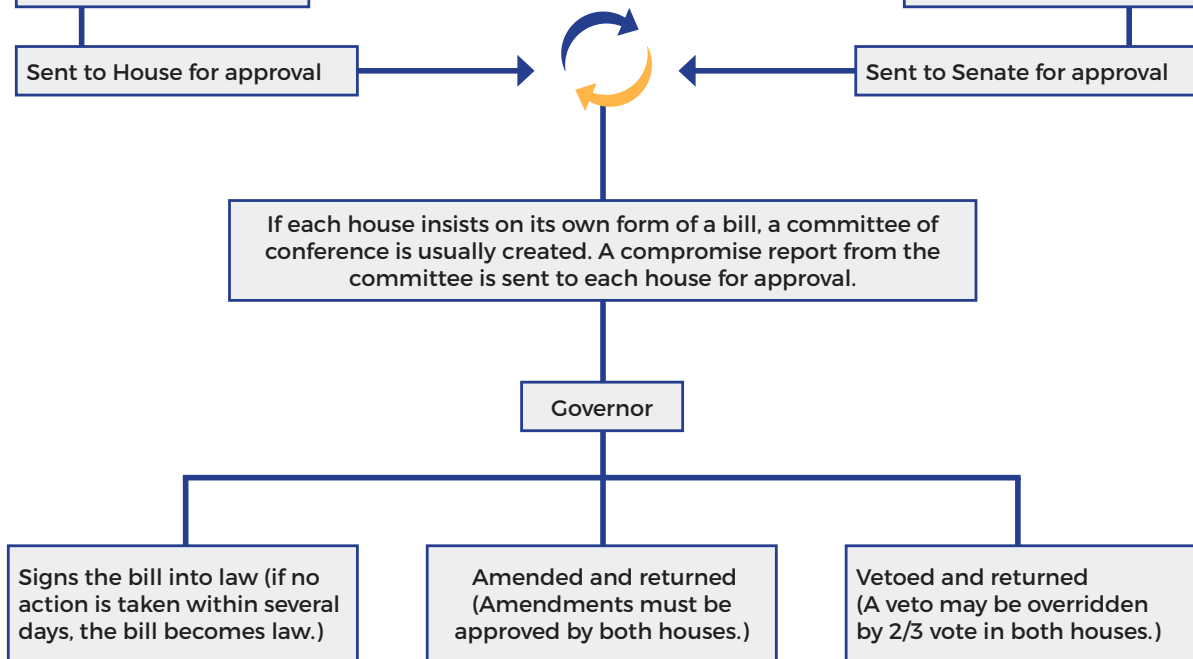 Sent to House for approval
Sent to Senate for approval
If each house insists on its own form of a bill, a committee of
conference is usually created. A compromise report from the
committee is sent to each house for approval.
Governor
Signs the bill into law (if no
action is taken within several
days, the bill becomes law.)
Amended and returned
(Amendments must be
approved by both houses.)
Vetoed and returned
(A veto may be overridden
by 2/3 vote in both houses.)